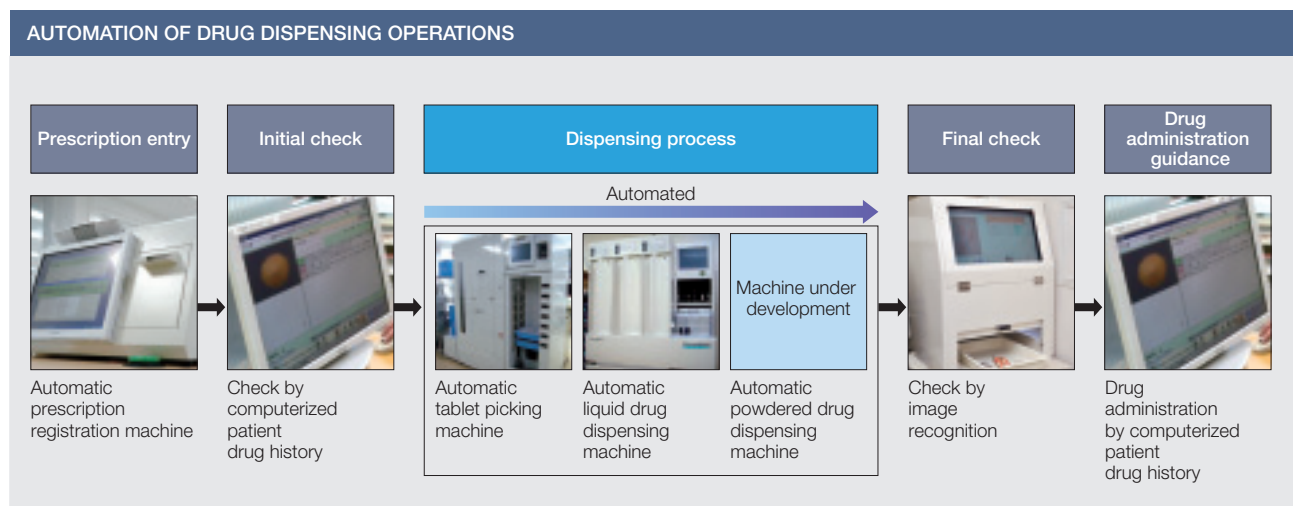 AUTOMATION OF DRUG DISPENSING OPERATIONS
Prescription entry
Initial check
Dispensing process
Final check
Drug
administration
guidance
Automated
Machine under
development
Automatic
prescription
registration machine
Check by
computerized
patient
drug history
Automatic
tablet picking
machine
Automatic
liquid drug
dispensing
machine
Automatic
powdered drug
dispensing
machine
Check by
image
recognition
Drug
administration
by computerized
patient
drug history